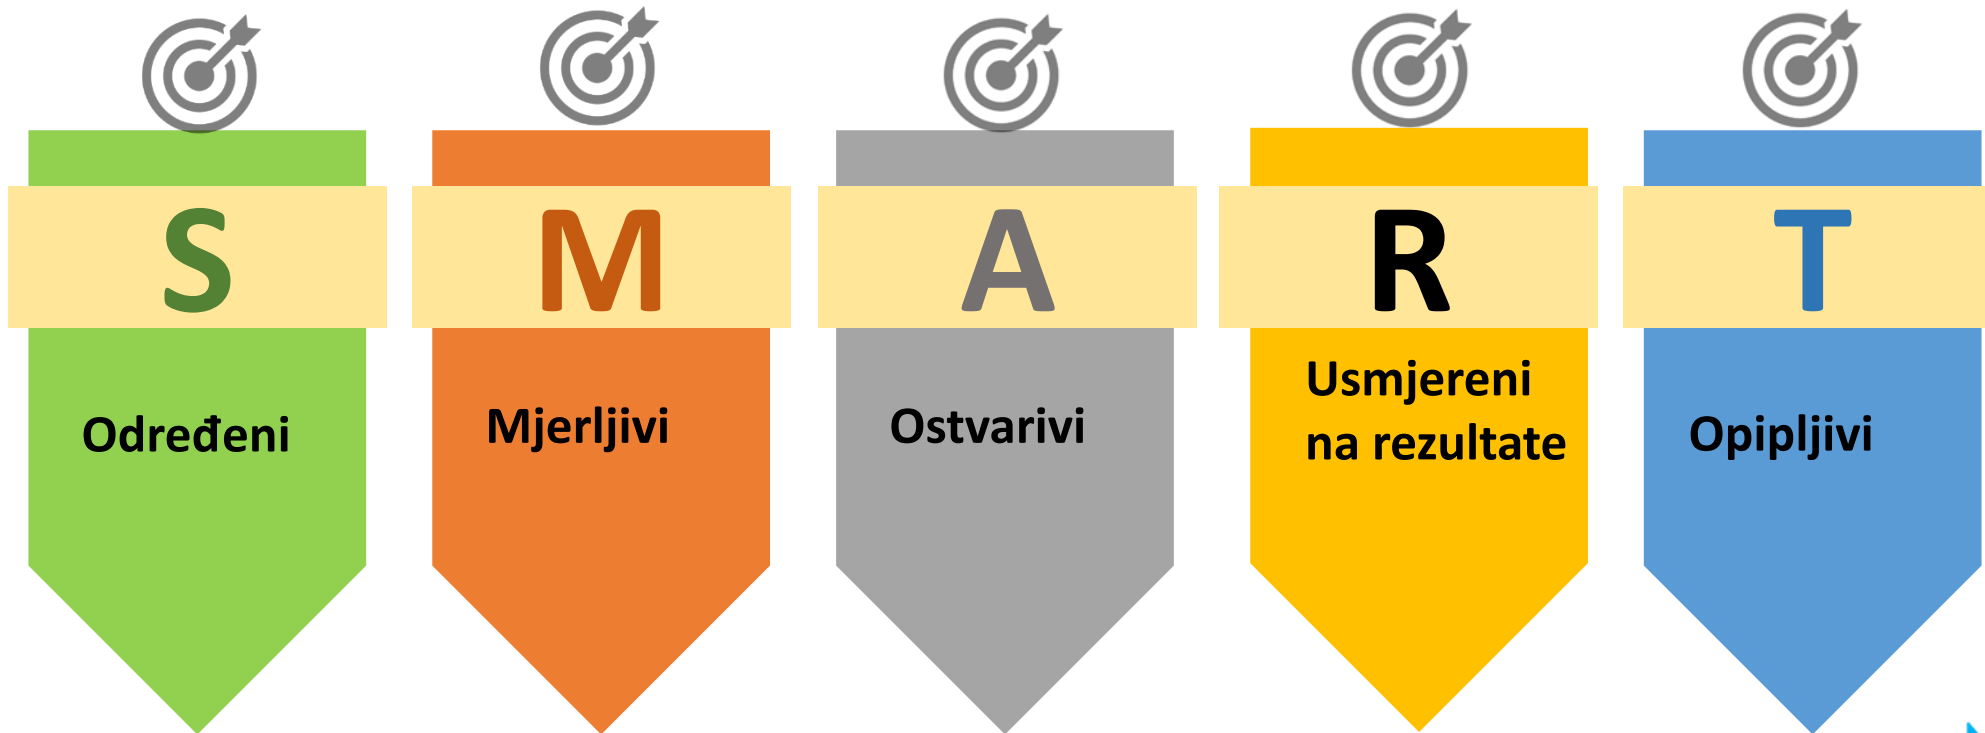 S
M
A
R
T
Određeni
Mjerljivi
Ostvarivi
Usmjereni
na rezultate
Opipljivi